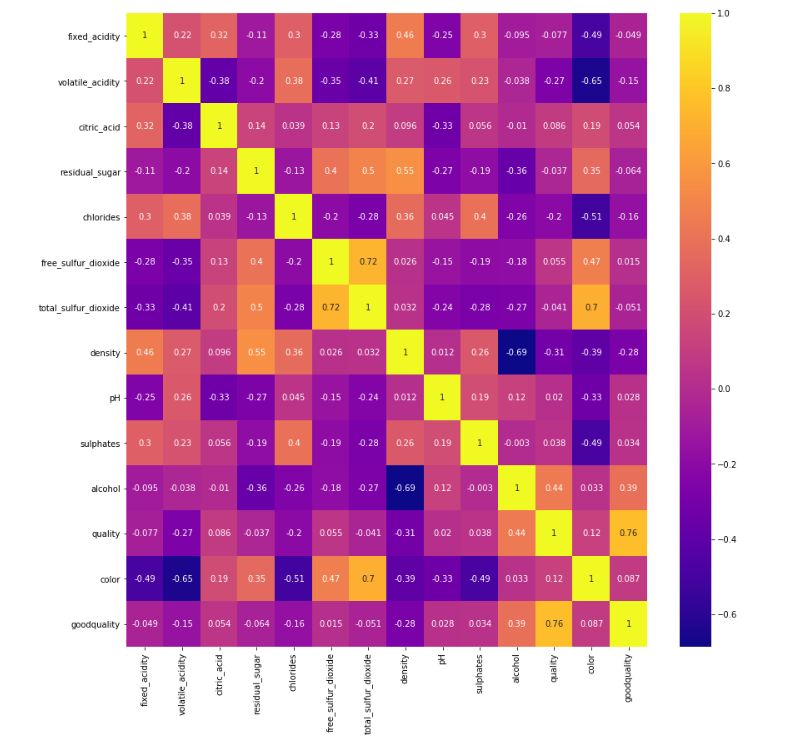 fixed_acidity 1 0.22 0.32 -0.11 0.3 -0.28 -0.33 0.46 -0.25 0.3 -0.095 -0.077 -0.49 -0.049
volatile_acidity 0.22 1 -0.38 -0.2 0.38 -0.35 -0.41 0.27 0.26 0.23 -0.038 -0.27 -0.65 -0.15
citric_acid 0.32 -0.38 1 0.14 0.039 0.13 0.2 0.096 -0.33 0.056 -0.01 0.086 0.19 0.054
residual_sugar -0.11 -0.2 0.14 1 -0.13 0.4 0.5 0.55 -0.27 -0.19 -0.36 -0.037 0.35 -0.064
chlorides 0.3 0.38 0.039 -0.13 1 -0.2 -0.28 0.36 0.045 0.4 -0.26 -0.2 -0.51 -0.16
free_sulfur_dioxide -0.28 -0.35 0.13 0.4 -0.2 1 0.72 0.026 -0.15 -0.19 -0.18 0.055 0.47 0.015
total_sulfur_dioxide -0.33 -0.41 0.2 0.5 -0.28 0.72 1 0.032 -0.24 -0.28 -0.27 -0.041 0.7 -0.051
density 0.46 0.27 0.096 0.55 0.36 0.026 0.032 1 0.012 0.26 -0.69 -0.31 -0.39 -0.28
pH -0.25 0.26 -0.33 -0.27 0.045 -0.15 -0.24 0.012 1 0.19 0.12 0.02 -0.33 0.028
sulphates 0.3 0.23 0.056 -0.19 0.4 -0.19 -0.28 0.26 0.19 1 -0.003 0.038 -0.49 0.034
alcohol -0.095 -0.038 -0.01 -0.36 -0.26 -0.18 -0.27 -0.69 0.12 -0.003 1 0.44 0.033 0.39
quality -0.077 -0.27 0.086 -0.037 -0.2 0.055 -0.041 -0.31 0.02 0.038 0.44 1 0.12 0.76
color -0.49 -0.65 0.19 0.35 -0.51 0.47 0.7 -0.39 -0.33 -0.49 0.033 0.12 1 0.087
goodquality -0.049 -0.15 0.054 -0.064 -0.16 0.015 -0.051 -0.28 0.028 0.034 0.39 0.76 0.087 1
fixed_acidity
volatile_acidity
citric_acid
residual_sugar
chlorides
free_sulfur_dioxide
total_sulfur_dioxide
density
pH
sulphates
alcohol
quality
color
goodquality
1.0
0.8
0.6
0.4
0.2
0.0
-0.2
-0.4
-0.6